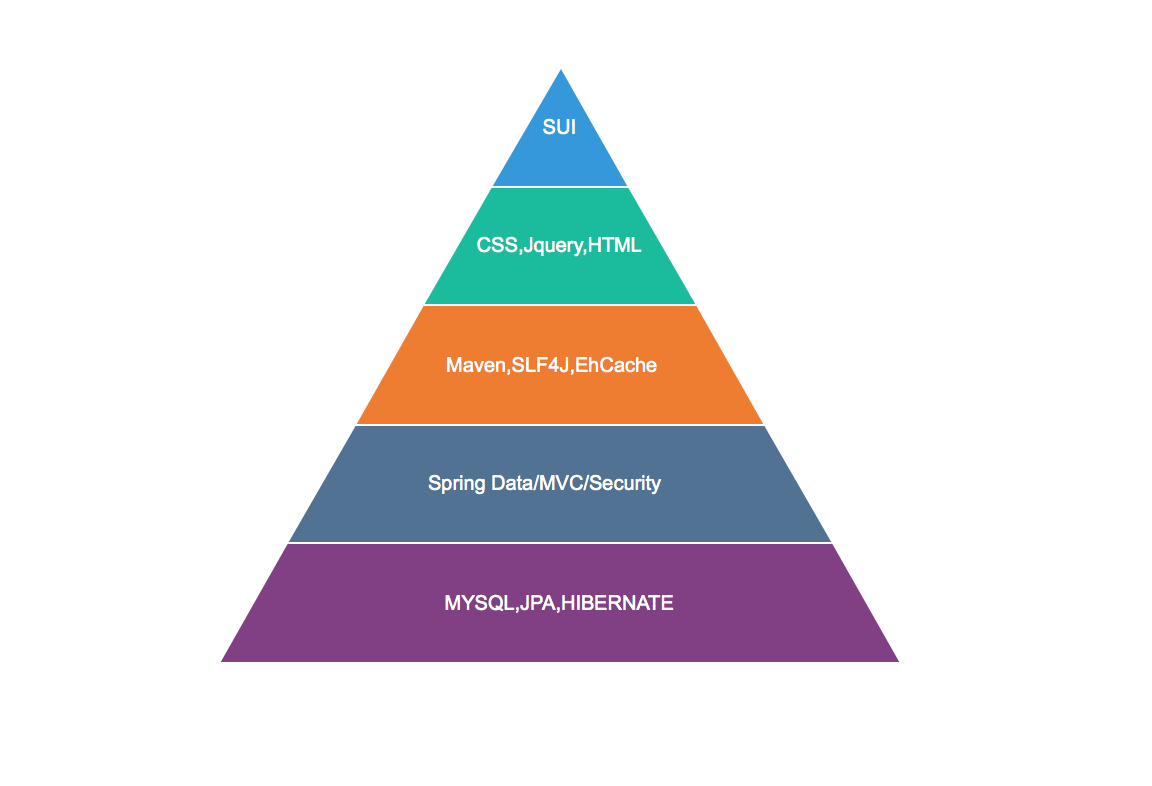 SUI
CSS,Jquery,HTML
Maven,SLF4J,EhCache
Spring Data/MVC/Security
MYSQL,JPA,HIBERNATE